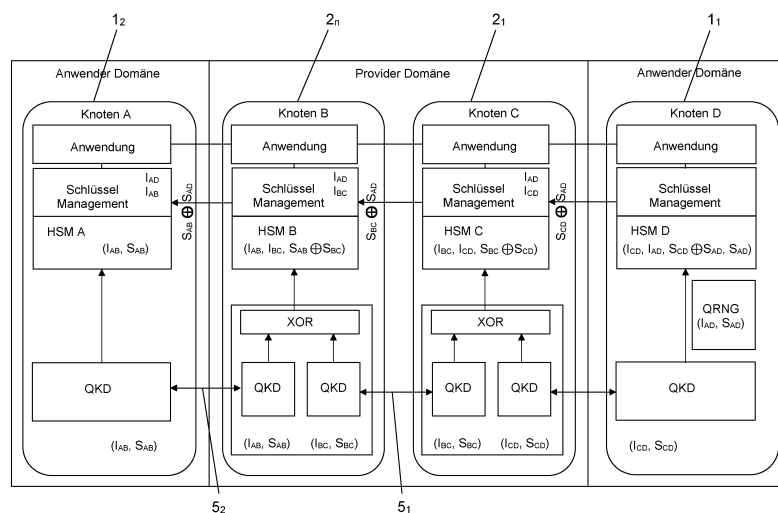 1₂
2ₙ
2₁
1₁
Anwender Domäne
Provider Domäne
Anwender Domäne
Knoten A
Knoten B
Knoten C
Knoten D
Anwendung
Anwendung
Anwendung
Anwendung
Schlüssel Management
I_AD
I_AB
S_AB ⊕ S_AD
Schlüssel Management
I_AD
I_BC
S_BC ⊕ S_AD
Schlüssel Management
I_AD
I_CD
S_CD ⊕ S_AD
Schlüssel Management
HSM A
(I_AB, S_AB)
HSM B
(I_AB, I_BC, S_AB ⊕ S_BC)
HSM C
(I_BC, I_CD, S_BC ⊕ S_CD)
HSM D
(I_CD, I_AD, S_CD ⊕ S_AD, S_AD)
QRNG
(I_AD, S_AD)
XOR
XOR
QKD
QKD
QKD
QKD
QKD
QKD
(I_AB, S_AB)
(I_AB, S_AB)
(I_BC, S_BC)
(I_BC, S_BC)
(I_CD, S_CD)
(I_CD, S_CD)
5₂
5₁